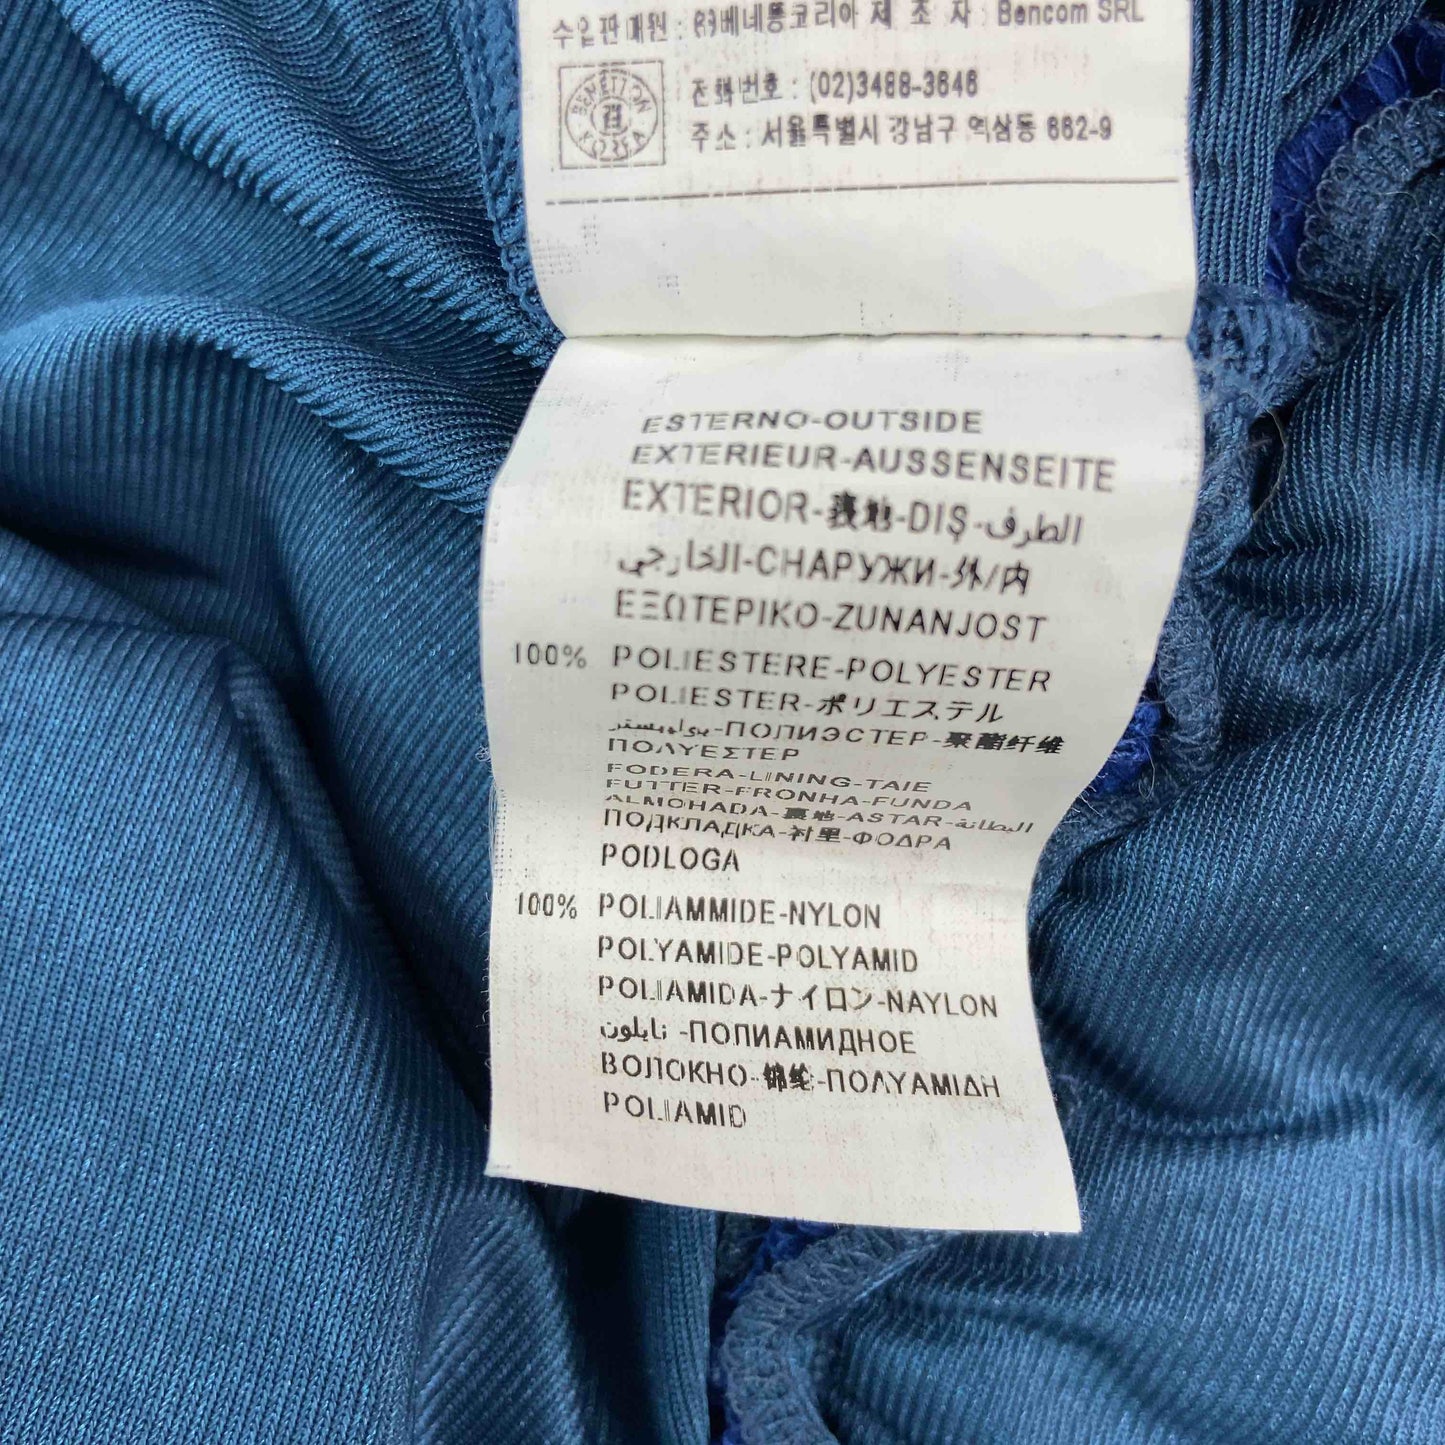 수입판매원 : 베네통코리아 제 조 자 : Bencom SRL
BENETTON KOREA
전화번호 : (02)3488-3646
주소 : 서울특별시 강남구 역삼동 662-9
ESTERNO-OUTSIDE
EXTERIEUR-AUSSENSEITE
EXTERIOR-表地-DIŞ-الطرف
الخارجي-СНАРУЖИ-外/内
ΕΞΩΤΕΡΙΚΟ-ZUNANJOST
100% POLIESTERE-POLYESTER
POLIESTER-ポリエステル
بوليستر-ПОЛИЭСТЕР-聚酯纤维
ΠΟΛΥΕΣΤΕΡ
FODERA-LINING-TAIE
FUTTER-FRONHA-FUNDA
ALMOHADA-裏地-ASTAR-البطانة
ПОДКЛАДКА-衬里-ΦΟΔΡΑ
PODLOGA
100% POLIAMMIDE-NYLON
POLYAMIDE-POLYAMID
POLIAMIDA-ナイロン-NAYLON
نايلون -ПОЛИАМИДНОЕ
ВОЛОКНО-锦纶-ΠΟΛΥΑΜΙΔΗ
POLIAMID